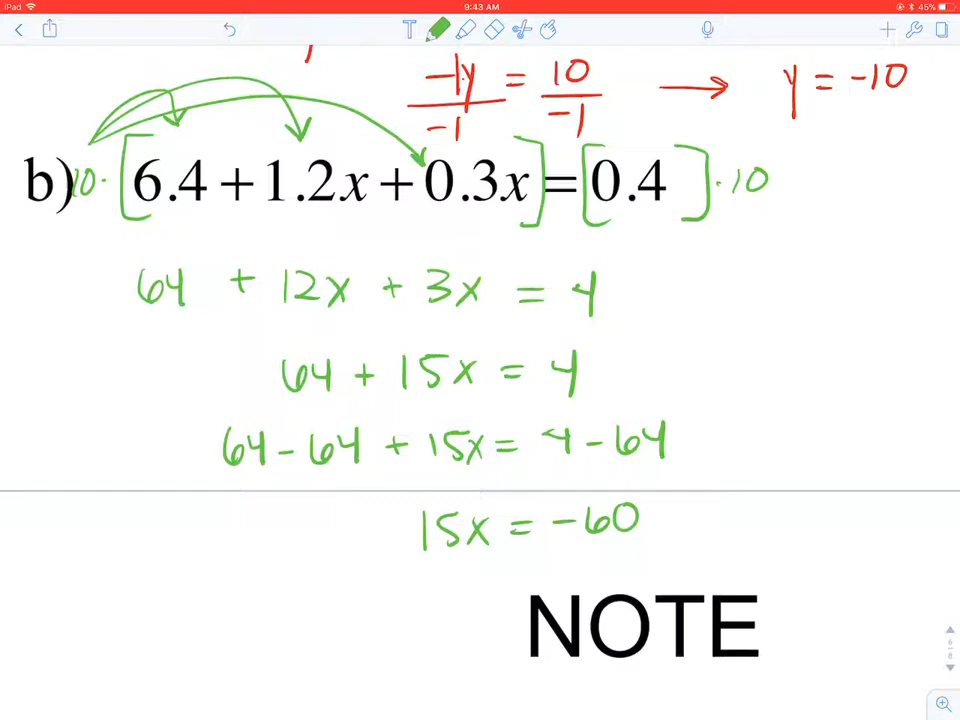 iPad 9:43 AM 45%
T
-1y = 10 → y = -10
-1 -1
b) 10· [6.4 + 1.2x + 0.3x] = [0.4] ·10
64 + 12x + 3x = 4
64 + 15x = 4
64 - 64 + 15x = 4 - 64
15x = -60
NOTE